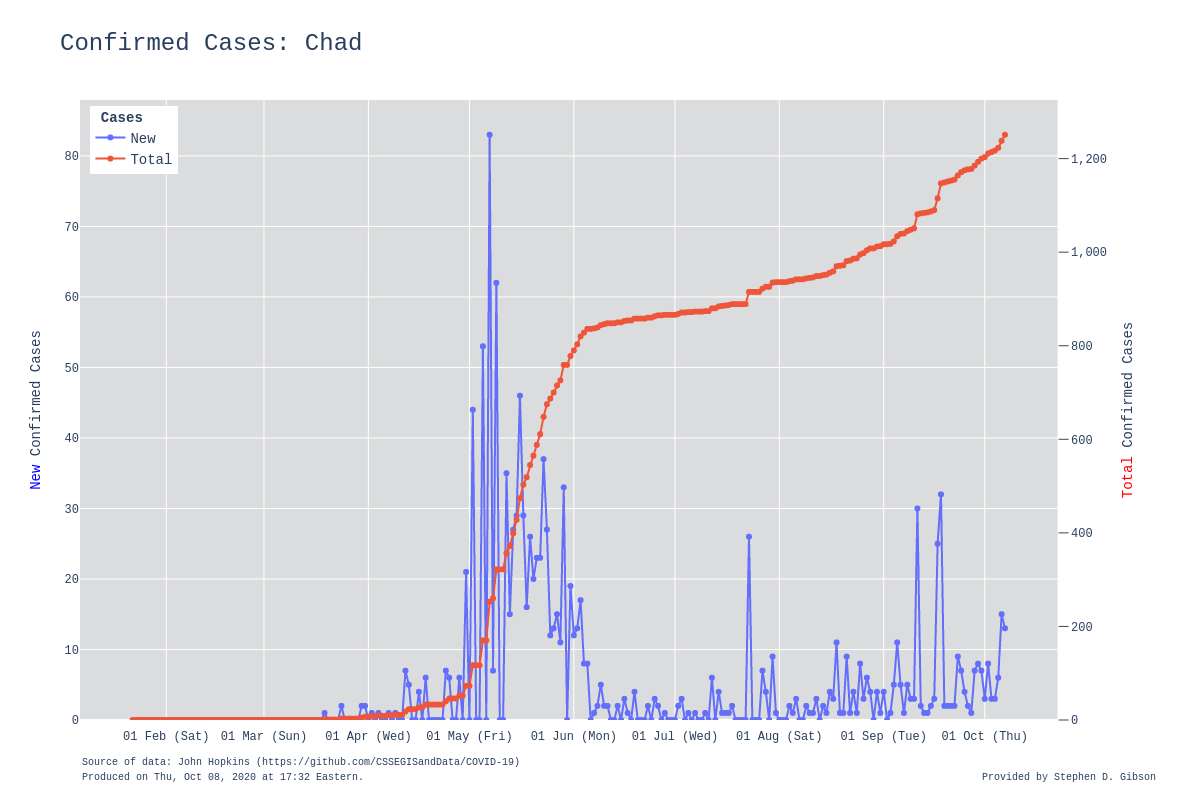 Confirmed Cases: Chad
Cases
New
Total
80
70
60
50
40
30
20
10
0
New Confirmed Cases
1,200
1,000
800
600
400
200
0
Total Confirmed Cases
01 Feb (Sat) 01 Mar (Sun) 01 Apr (Wed) 01 May (Fri) 01 Jun (Mon) 01 Jul (Wed) 01 Aug (Sat) 01 Sep (Tue) 01 Oct (Thu)
Source of data: John Hopkins (https://github.com/CSSEGISandData/COVID-19)
Produced on Thu, Oct 08, 2020 at 17:32 Eastern.
Provided by Stephen D. Gibson